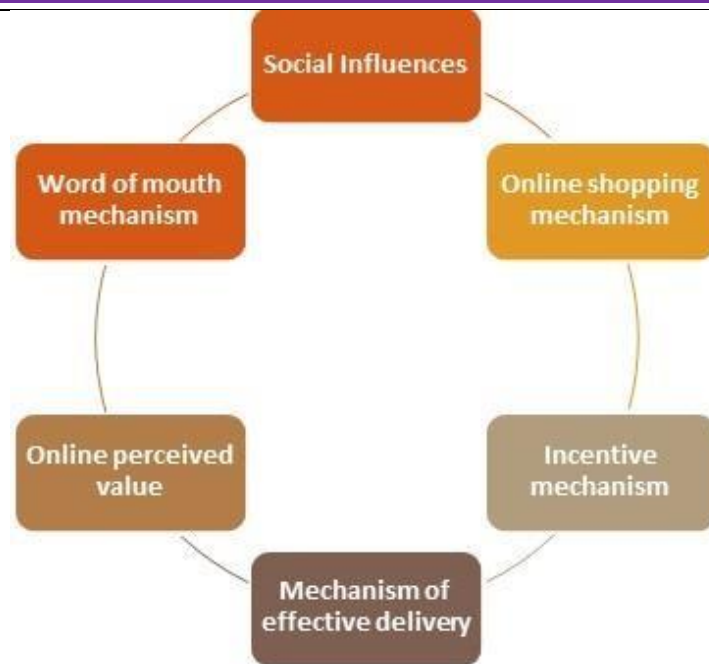 Social Influences
Online shopping
mechanism
Incentive
mechanism
Mechanism of
effective delivery
Online perceived
value
Word of mouth
mechanism